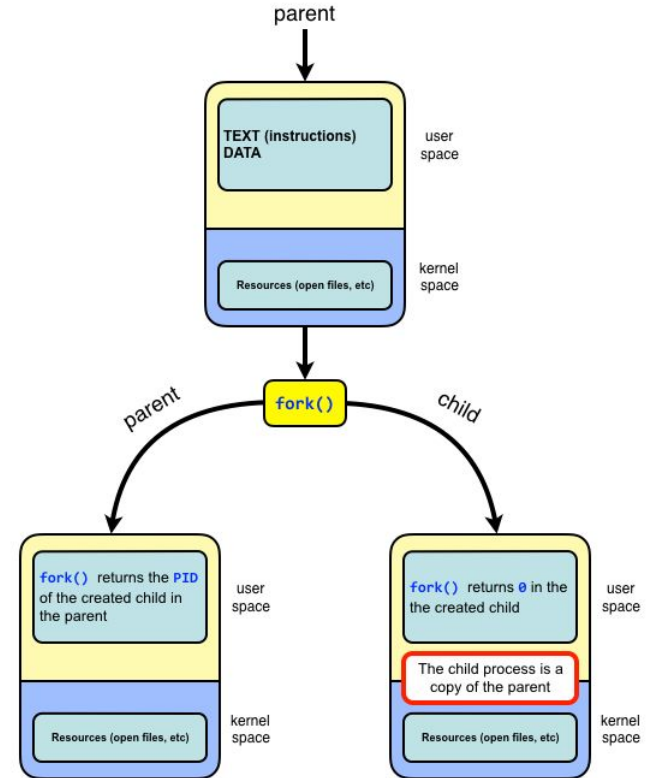 parent
TEXT (instructions)
DATA
user
space
Resources (open files, etc)
kernel
space
fork()
parent
child
fork() returns the PID
of the created child in
the parent
user
space
Resources (open files, etc)
kernel
space
fork() returns 0 in the
the created child
user
space
The child process is a
copy of the parent
Resources (open files, etc)
kernel
space